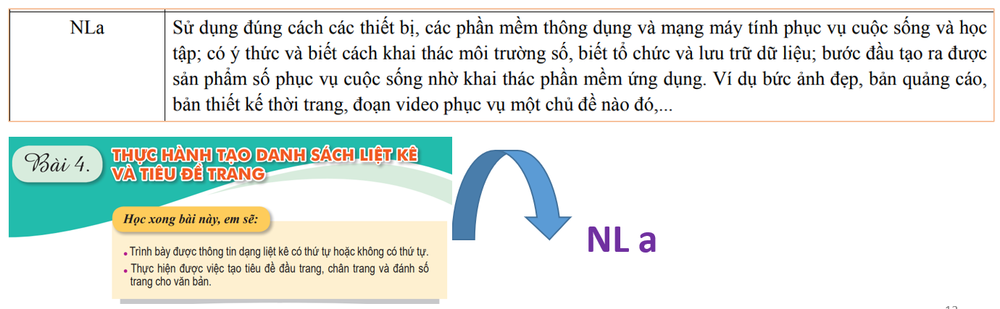 NLa
Sử dụng đúng cách các thiết bị, các phần mềm thông dụng và mạng máy tính phục vụ cuộc sống và học
tập; có ý thức và biết cách khai thác môi trường số, biết tổ chức và lưu trữ dữ liệu; bước đầu tạo ra được
sản phẩm số phục vụ cuộc sống nhờ khai thác phần mềm ứng dụng. Ví dụ bức ảnh đẹp, bản quảng cáo,
bản thiết kế thời trang, đoạn video phục vụ một chủ đề nào đó,...
Bài 4.
THỰC HÀNH TẠO DANH SÁCH LIỆT KÊ
VÀ TIÊU ĐỀ TRANG
Học xong bài này, em sẽ:
• Trình bày được thông tin dạng liệt kê có thứ tự hoặc không có thứ tự.
• Thực hiện được việc tạo tiêu đề đầu trang, chân trang và đánh số
trang cho văn bản.
NL a